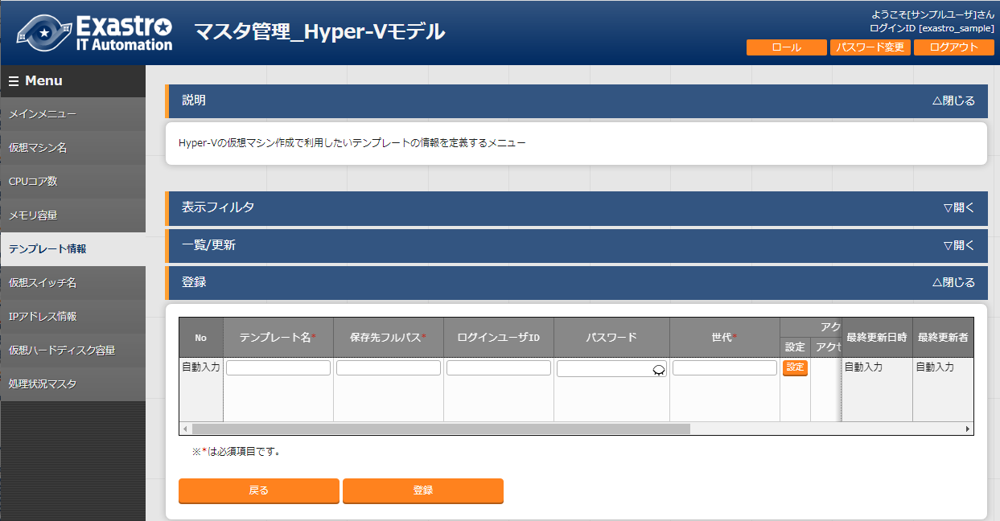 Exastro
IT Automation
マスタ管理_Hyper-Vモデル
ようこそ[サンプルユーザ]さん
ログインID [exastro_sample]
ロール パスワード変更 ログアウト
☰ Menu
メインメニュー
仮想マシン名
CPUコア数
メモリ容量
テンプレート情報
仮想スイッチ名
IPアドレス情報
仮想ハードディスク容量
処理状況マスタ
説明 △閉じる
Hyper-Vの仮想マシン作成で利用したいテンプレートの情報を定義するメニュー
表示フィルタ ▽開く
一覧/更新 ▽開く
登録 △閉じる
No テンプレート名* 保存先フルパス* ログインユーザID パスワード 世代* アク 最終更新日時 最終更新者
設定 アクセ
自動入力 設定 自動入力 自動入力
※*は必須項目です。
戻る 登録